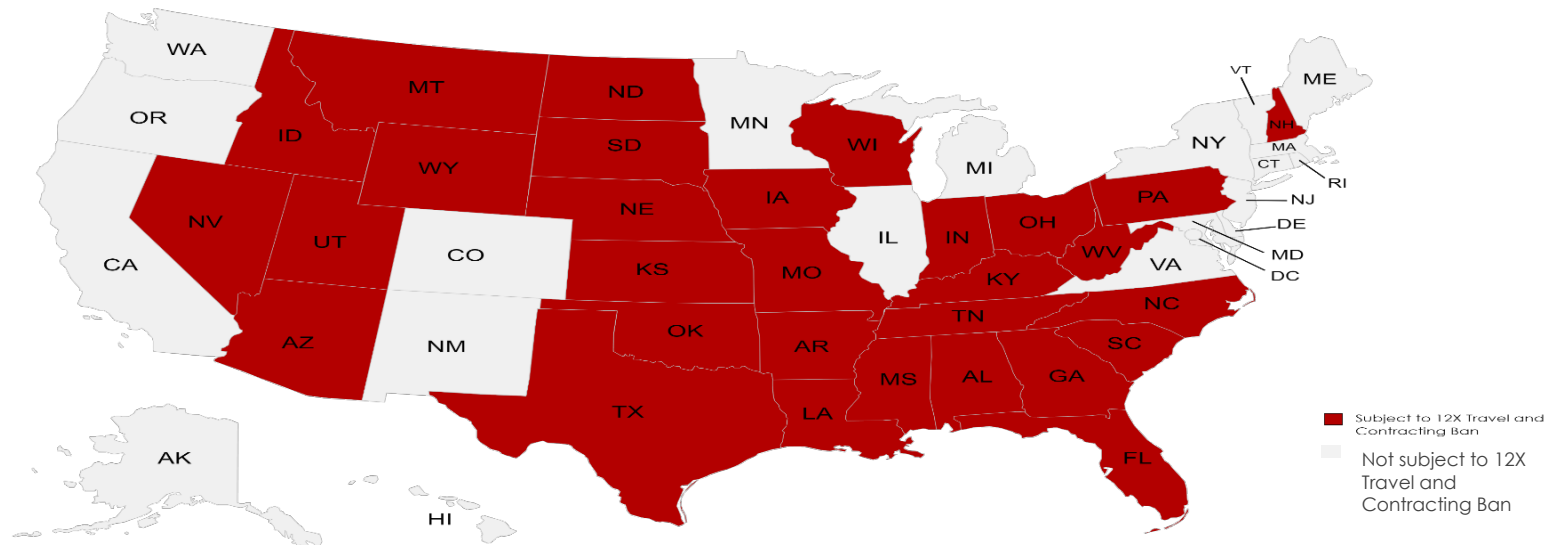 WA
MT
ND
MN
VT
ME
OR
ID
SD
WI
NY
NH
MA
CT
RI
WY
MI
NJ
NV
UT
NE
IA
PA
DE
CO
IL
IN
OH
MD
CA
KS
MO
WV
VA
DC
KY
AZ
NM
OK
AR
TN
NC
SC
TX
LA
MS
AL
GA
FL
AK
HI
Subject to 12X Travel and
Contracting Ban
Not subject to 12X
Travel and
Contracting Ban